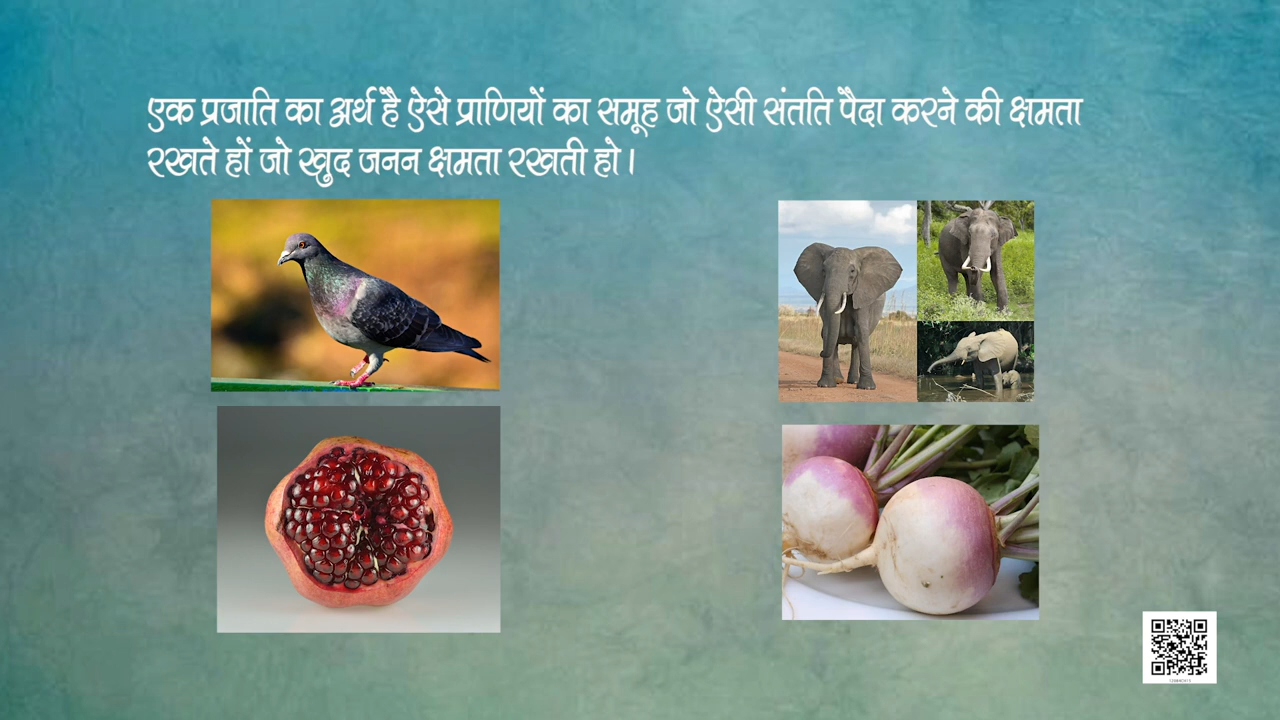 एक प्रजाति का अर्थ है ऐसे प्राणियों का समूह जो ऐसी संतति पैदा करने की क्षमता
रखते हों जो खुद जनन क्षमता रखती हो।